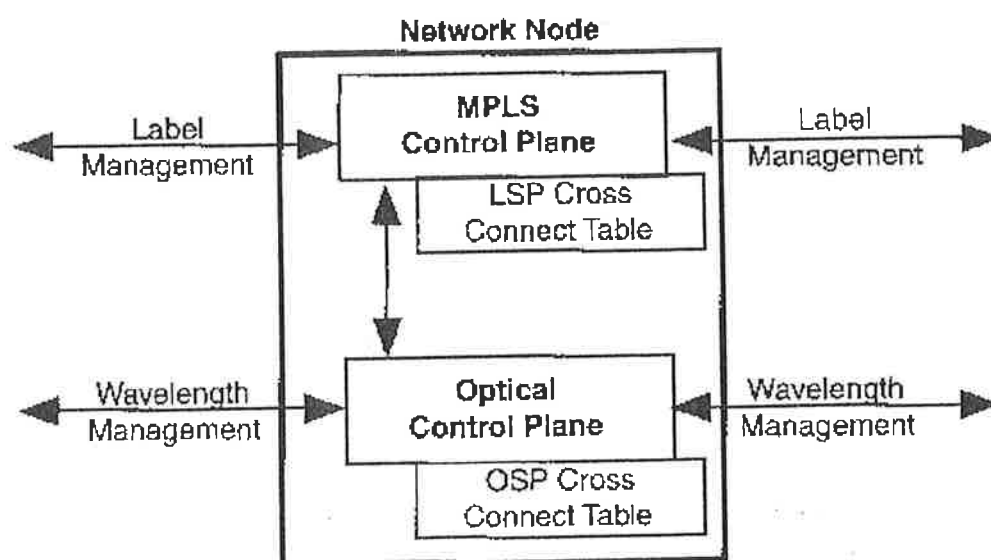 Network Node
MPLS
Control Plane
Label
Management
Label
Management
LSP Cross
Connect Table
Optical
Control Plane
Wavelength
Management
Wavelength
Management
OSP Cross
Connect Table